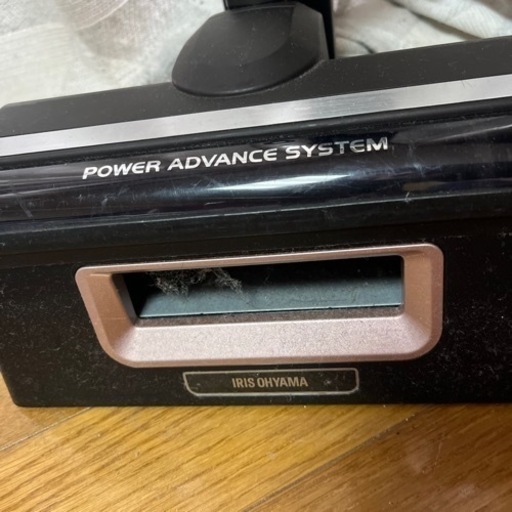 POWER ADVANCE SYSTEM
IRIS OHYAMA